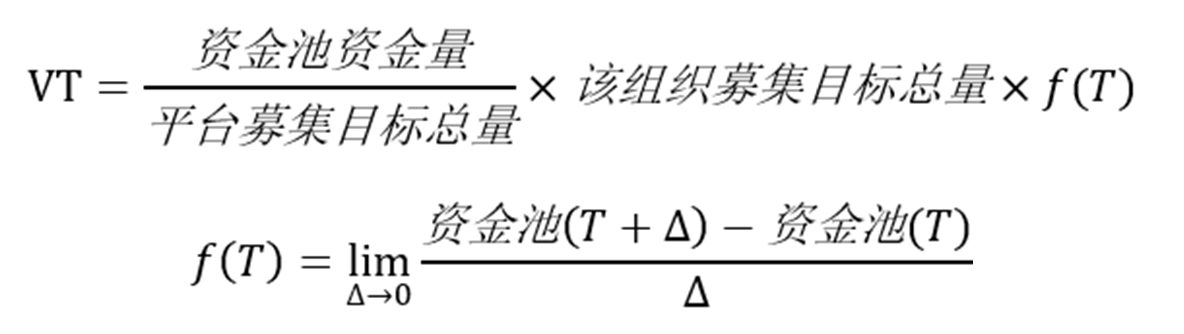 VT = 资金池资金量 / 平台募集目标总量 × 该组织募集目标总量 × f(T)
f(T) = lim Δ→0 资金池(T + Δ) − 资金池(T) / Δ